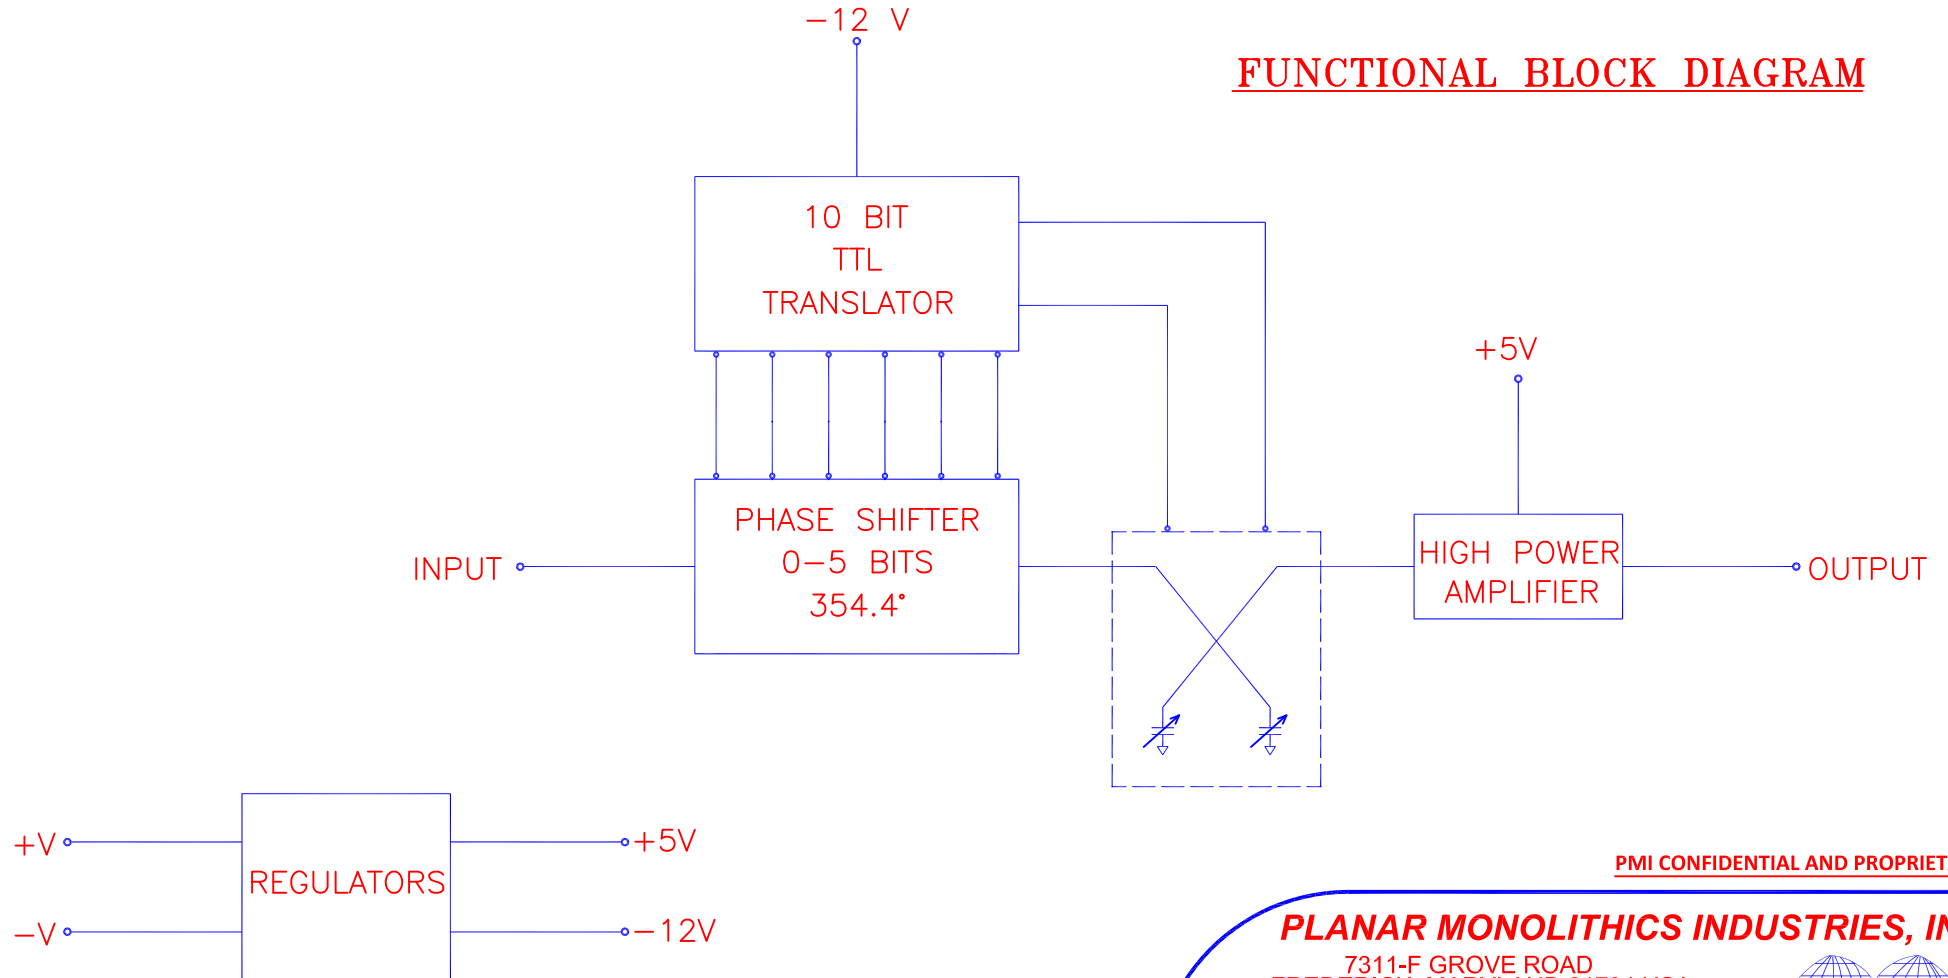 -12 V
FUNCTIONAL BLOCK DIAGRAM
10 BIT
TTL
TRANSLATOR
+5V
PHASE SHIFTER
0-5 BITS
354.4°
INPUT
HIGH POWER
AMPLIFIER
OUTPUT
+V
+5V
REGULATORS
-V
-12V
PMI CONFIDENTIAL AND PROPRIET
PLANAR MONOLITHICS INDUSTRIES, IN
7311-F GROVE ROAD